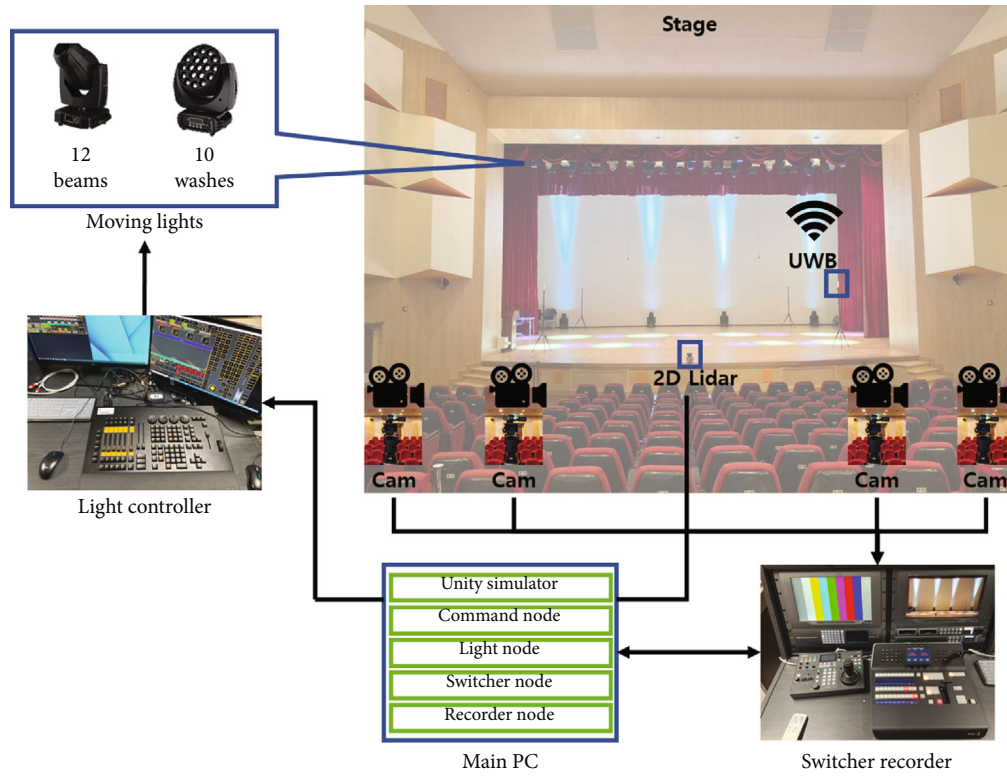 Stage
12
beams
10
washes
Moving lights
UWB
2D Lidar
Cam
Cam
Cam
Cam
Light controller
Unity simulator
Command node
Light node
Switcher node
Recorder node
Main PC
Switcher recorder